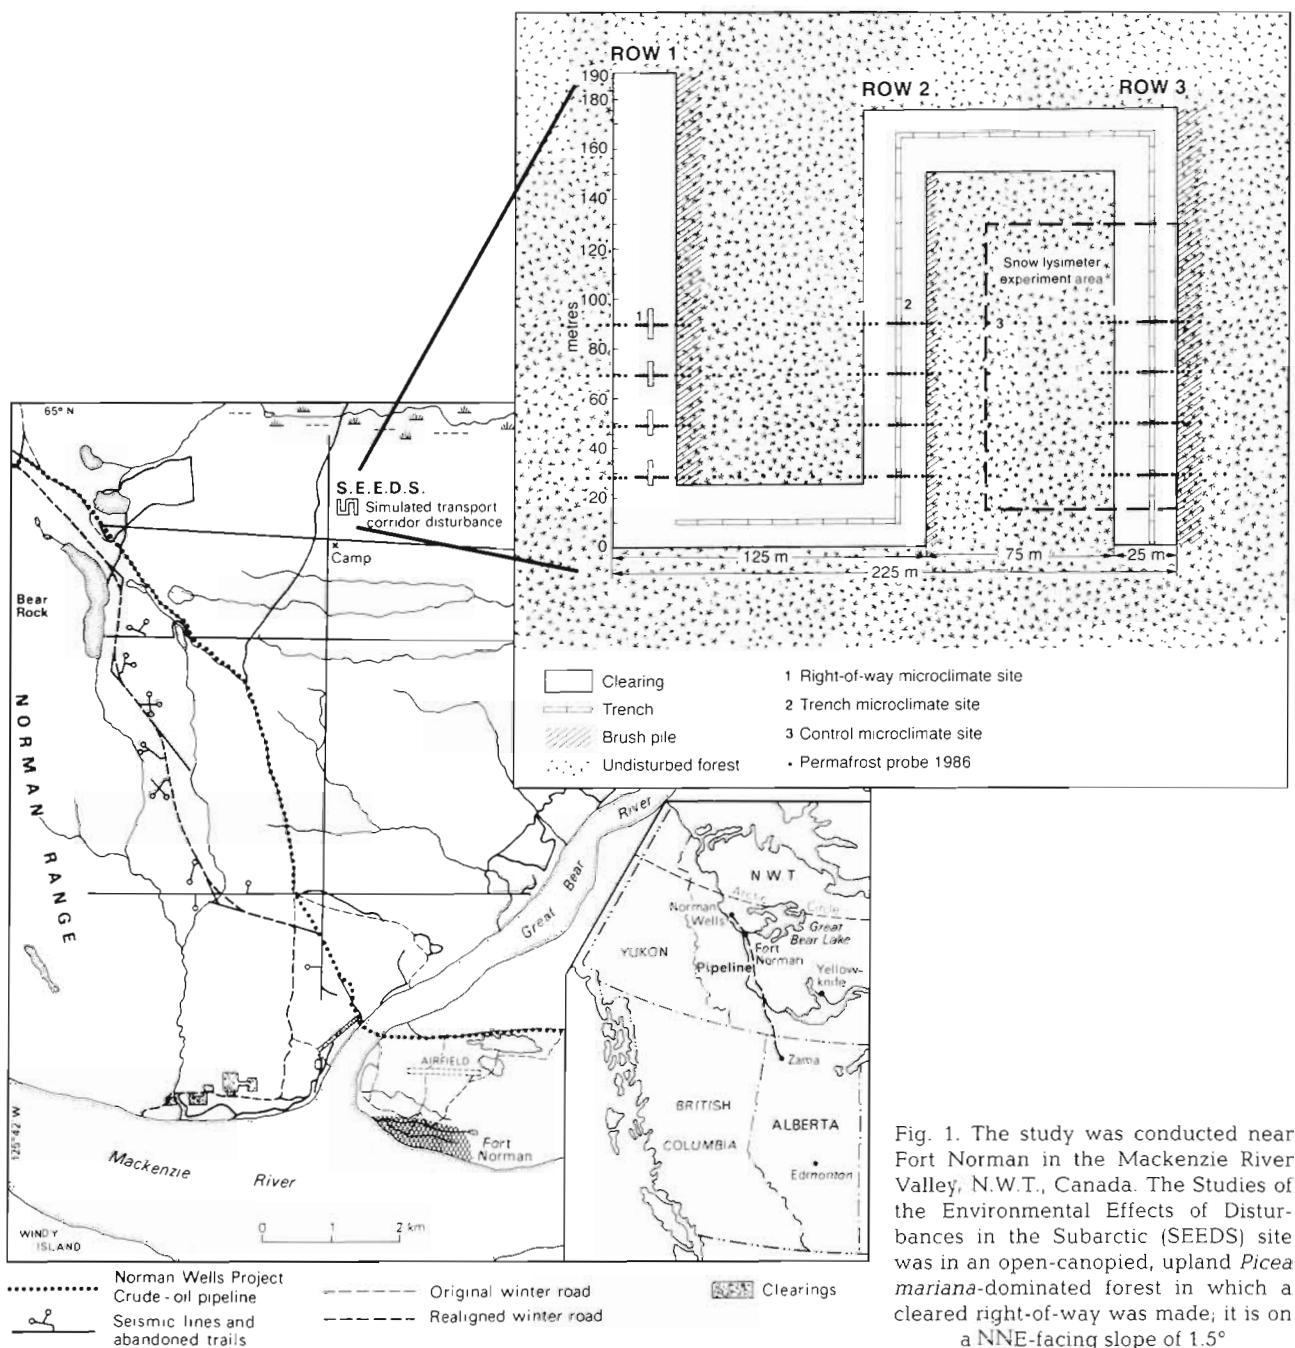 ROW 1
ROW 2
ROW 3
190
180
160
140
120
100
80
60
40
20
0
metres
1
2
3
Snow lysimeter
experiment area
125 m
75 m
25 m
225 m
Clearing
Trench
Brush pile
Undisturbed forest
1 Right-of-way microclimate site
2 Trench microclimate site
3 Control microclimate site
• Permafrost probe 1986
65° N
S.E.E.D.S.
Simulated transport
corridor disturbance
Camp
Bear
Rock
NORMAN RANGE
Great Bear River
AIRFIELD
Fort
Norman
125°42' W
Mackenzie River
WINDY
ISLAND
0 1 2 km
NWT
Arctic Circle
Norman
Wells
Great
Bear Lake
Fort
Norman
YUKON
Pipeline
Yellow-
knife
Zama
BRITISH
COLUMBIA
ALBERTA
Edmonton
Norman Wells Project
Crude-oil pipeline
Seismic lines and
abandoned trails
Original winter road
Realigned winter road
Clearings
Fig. 1. The study was conducted near
Fort Norman in the Mackenzie River
Valley, N.W.T., Canada. The Studies of
the Environmental Effects of Distur-
bances in the Subarctic (SEEDS) site
was in an open-canopied, upland Picea
mariana-dominated forest in which a
cleared right-of-way was made; it is on
a NNE-facing slope of 1.5°